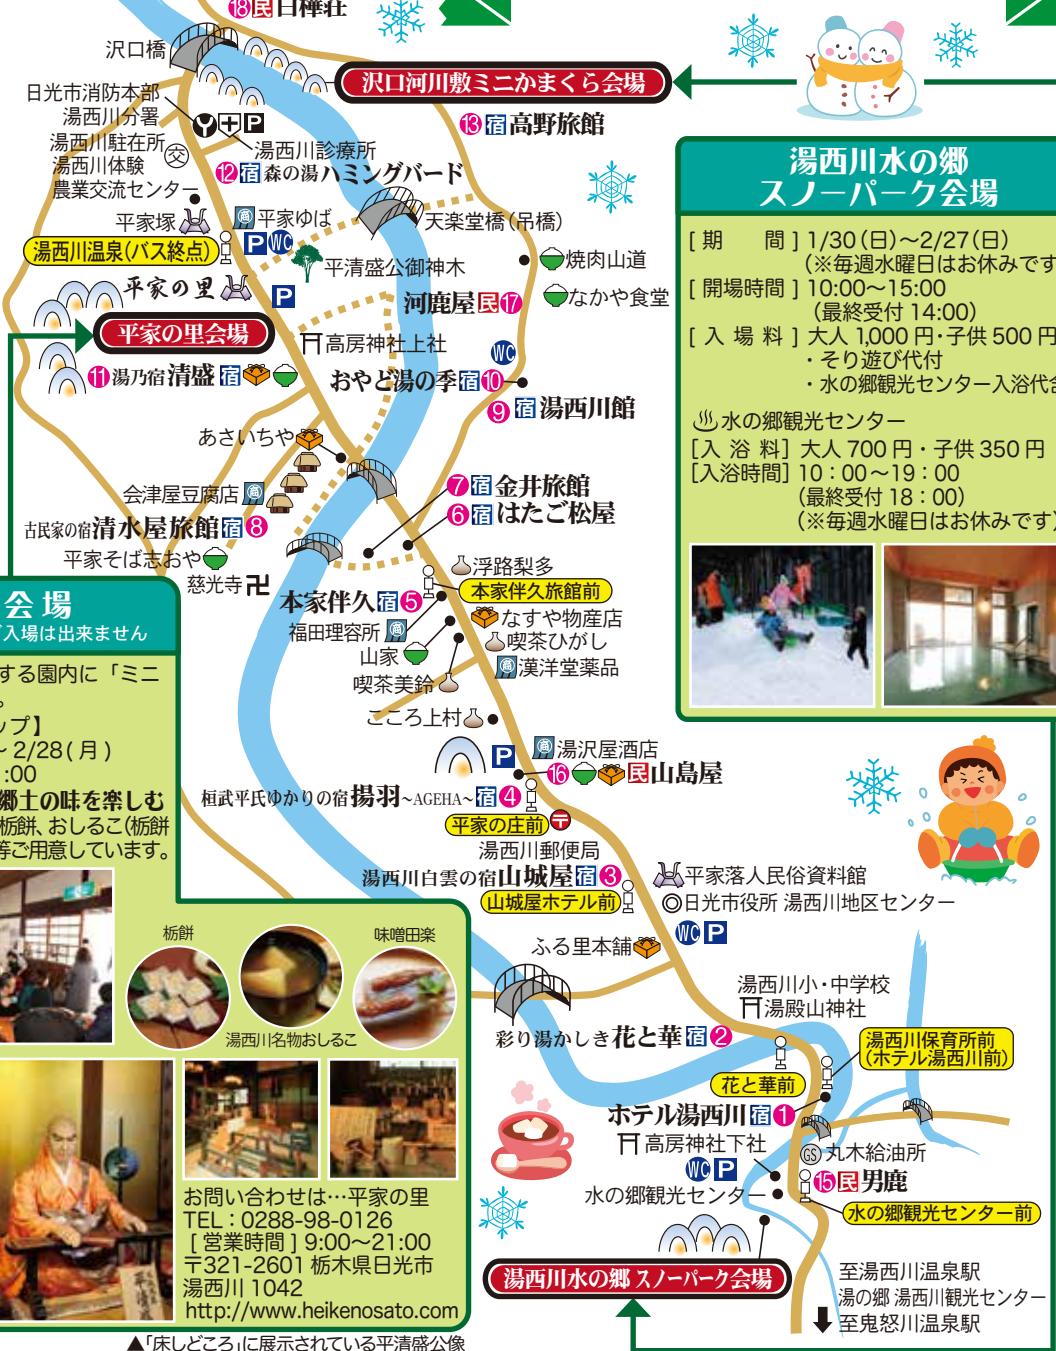 ⑱民白樺荘
沢口橋
沢口河川敷ミニかまくら会場
日光市消防本部
湯西川分署
湯西川駐在所
交
湯西川体験
農業交流センター
P
湯西川診療所
⑬宿高野旅館
⑫宿森の湯ハミングバード
平家塚
商平家ゆば
天楽堂橋(吊橋)
湯西川温泉(バス終点)
P WC
平清盛公御神木
焼肉山道
平家の里
P
河鹿屋民⑰
なかや食堂
平家の里会場
高房神社上社
WC
⑪湯乃宿清盛宿
おやど湯の季宿⑩
⑨宿湯西川館
あさいちや
⑦宿金井旅館
会津屋豆腐店商
⑥宿はたご松屋
古民家の宿清水屋旅館宿⑧
平家そば志おや
慈光寺卍
浮路梨多
本家伴久旅館前
本家伴久宿⑤
なすや物産店
福田理容所商
喫茶ひがし
山家
商漢洋堂薬品
喫茶美鈴
こころ上村
P
商湯沢屋酒店
⑯民山島屋
桓武平氏ゆかりの宿揚羽~AGEHA~宿④
平家の庄前〒
湯西川郵便局
湯西川白雲の宿山城屋宿③
山城屋ホテル前
平家落人民俗資料館
◎日光市役所 湯西川地区センター
WC P
ふる里本舗
湯西川小・中学校
湯殿山神社
彩り湯かしき花と華宿②
湯西川保育所前
(ホテル湯西川前)
花と華前
ホテル湯西川宿①
高房神社下社
GS丸木給油所
WC P
⑮民男鹿
水の郷観光センター
水の郷観光センター前
湯西川水の郷 スノーパーク会場
至湯西川温泉駅
湯の郷 湯西川観光センター
至鬼怒川温泉駅
湯西川水の郷
スノーパーク会場
[期 間] 1/30(日)～2/27(日)
(※毎週水曜日はお休みです
[開場時間] 10:00～15:00
(最終受付 14:00)
[入場料] 大人 1,000 円・子供 500 円
・そり遊び代付
・水の郷観光センター入浴代含
♨水の郷観光センター
[入浴料] 大人 700 円・子供 350 円
[入浴時間] 10：00～19：00
(最終受付 18：00)
(※毎週水曜日はお休みです)
会場
入場は出来ません
する園内に「ミニ
。
ップ】
～ 2/28(月)
:00
郷土の味を楽しむ
栃餅、おしるこ(栃餅
等ご用意しています。
栃餅
味噌田楽
湯西川名物おしるこ
お問い合わせは…平家の里
TEL：0288-98-0126
[営業時間] 9:00～21:00
〒321-2601 栃木県日光市
湯西川 1042
http://www.heikenosato.com
▲「床しどころ」に展示されている平清盛公像